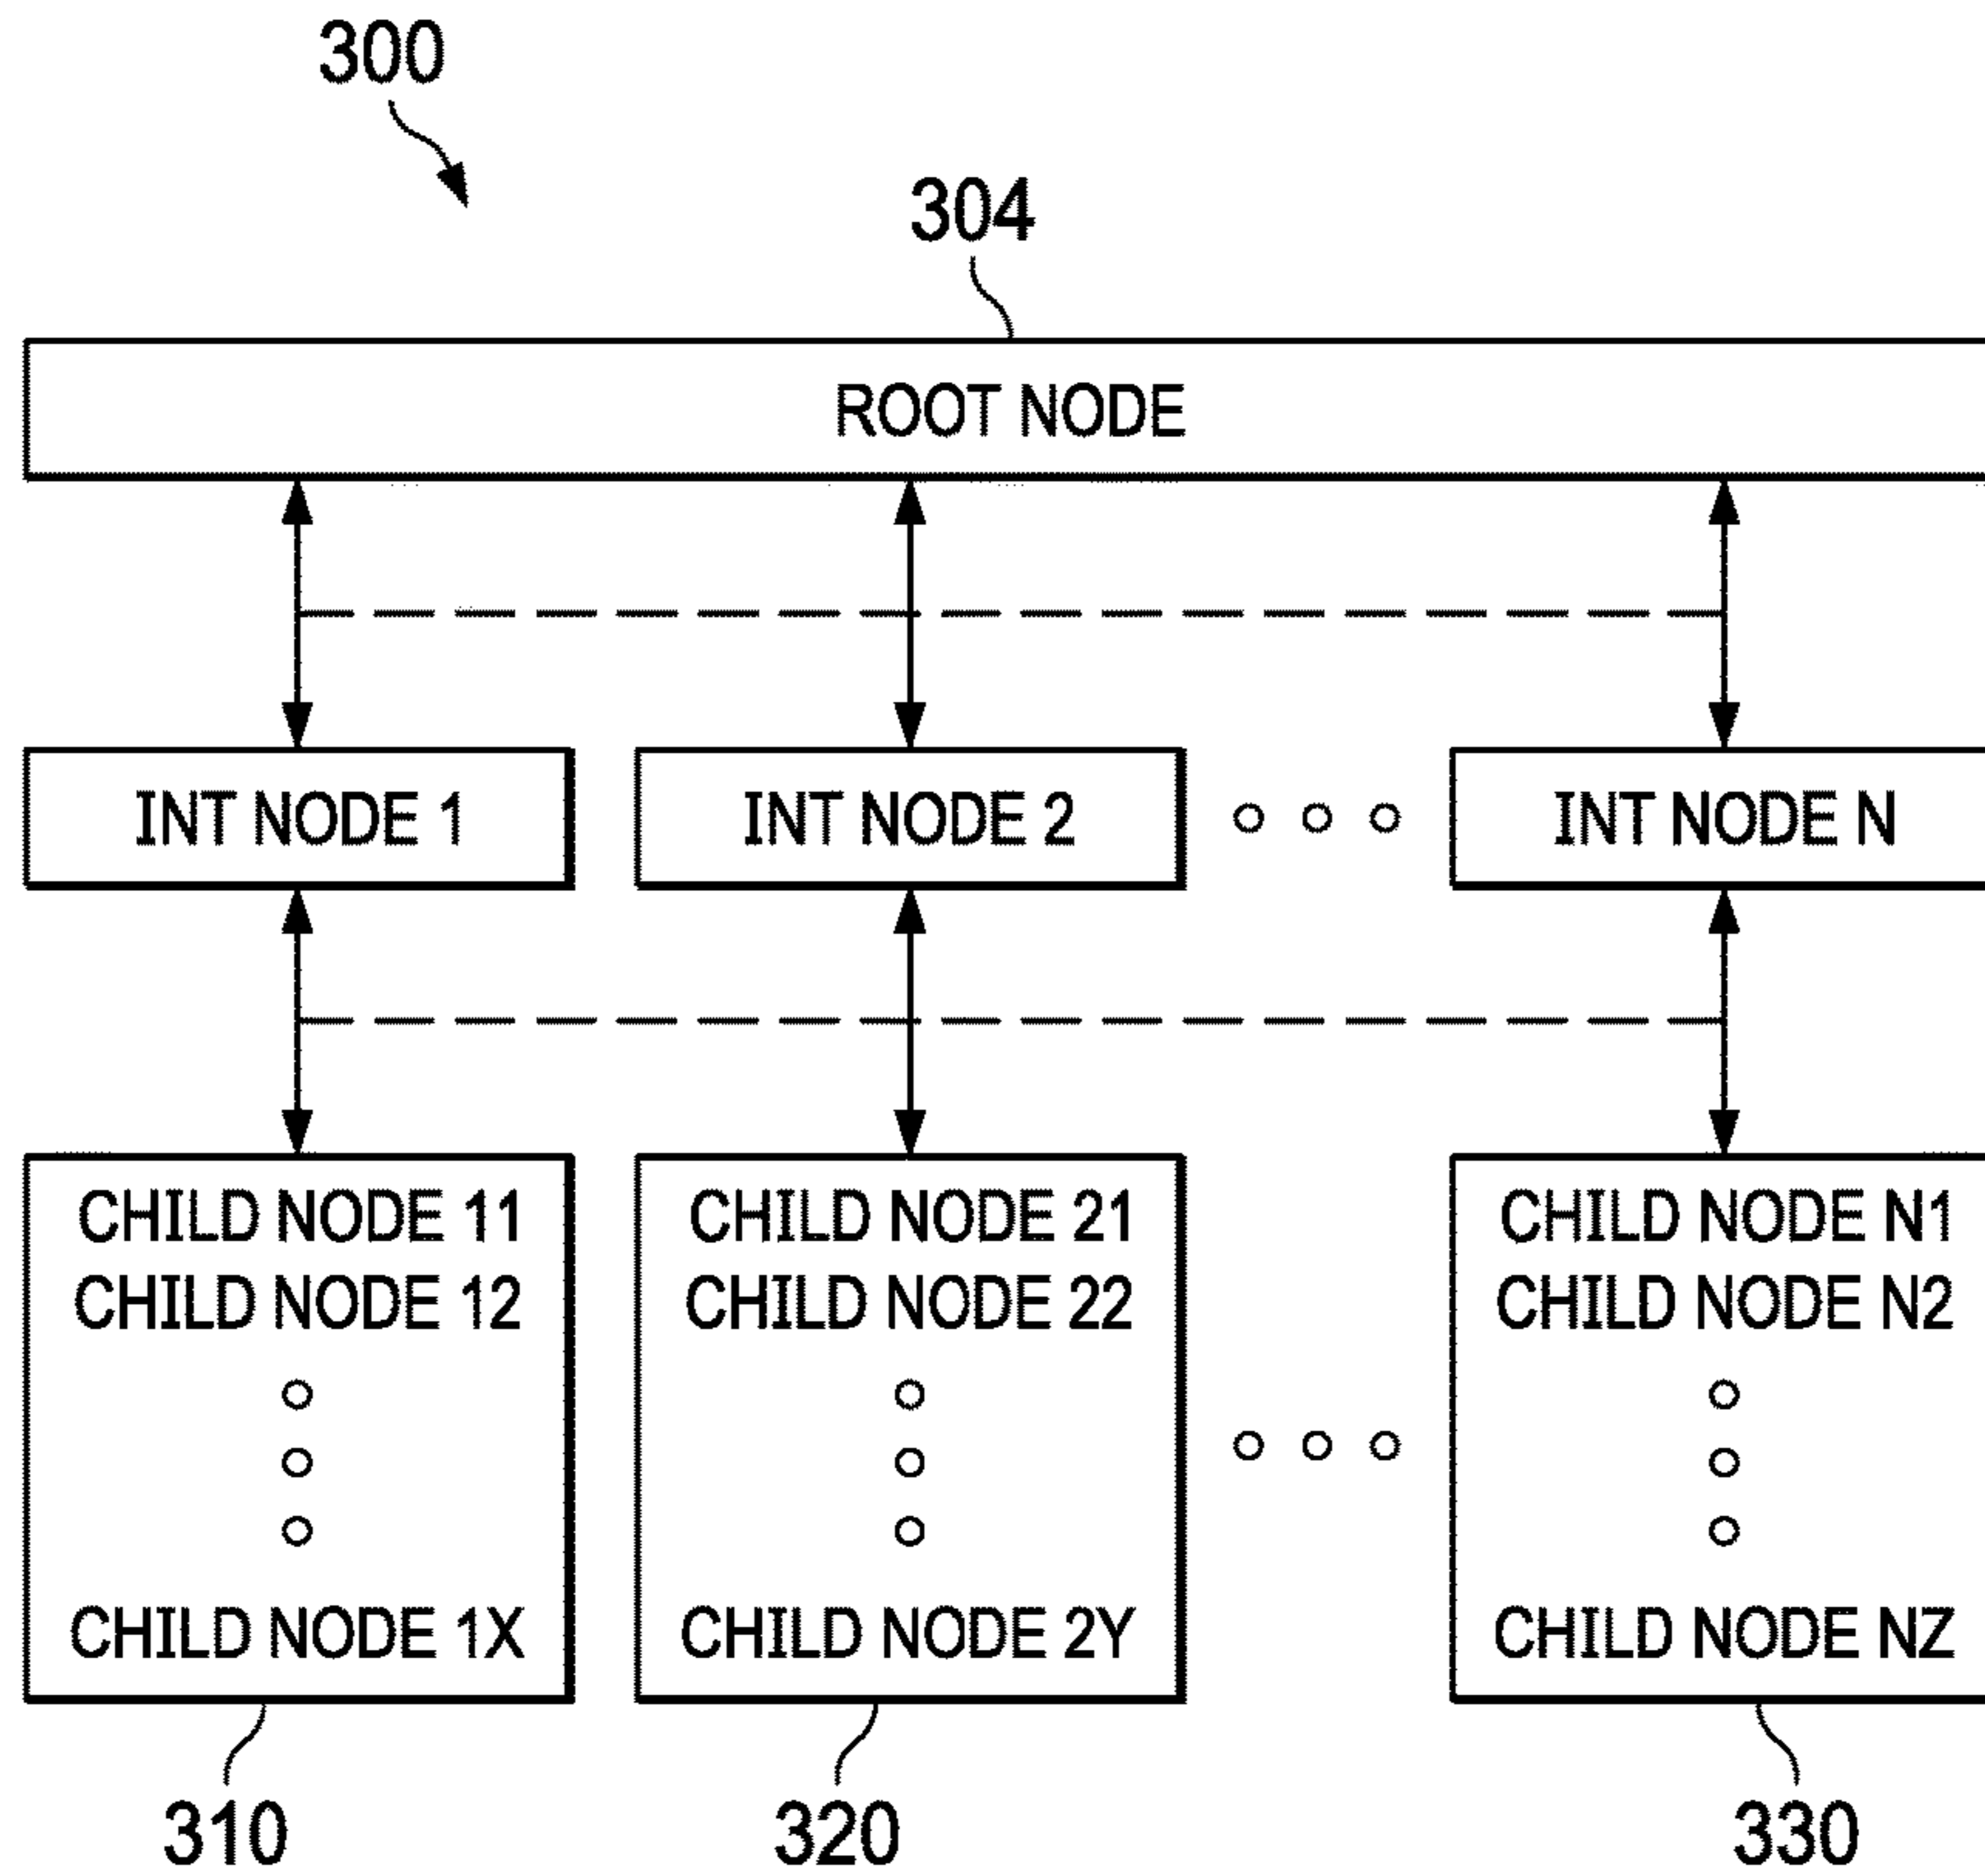 300
304
ROOT NODE
INT NODE 1
INT NODE 2
INT NODE N
CHILD NODE 11
CHILD NODE 12
CHILD NODE 1X
CHILD NODE 21
CHILD NODE 22
CHILD NODE 2Y
CHILD NODE N1
CHILD NODE N2
CHILD NODE NZ
310
320
330